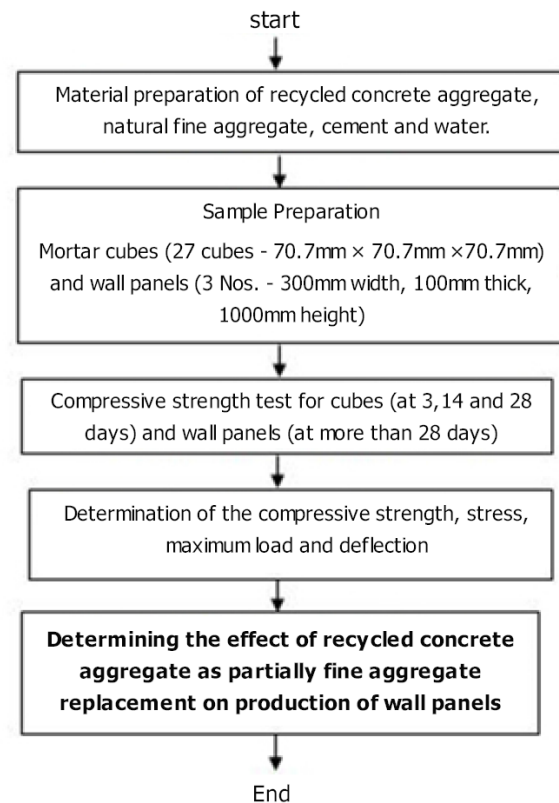 start
Material preparation of recycled concrete aggregate,
natural fine aggregate, cement and water.
Sample Preparation
Mortar cubes (27 cubes - 70.7mm × 70.7mm ×70.7mm)
and wall panels (3 Nos. - 300mm width, 100mm thick,
1000mm height)
Compressive strength test for cubes (at 3,14 and 28
days) and wall panels (at more than 28 days)
Determination of the compressive strength, stress,
maximum load and deflection
Determining the effect of recycled concrete
aggregate as partially fine aggregate
replacement on production of wall panels
End